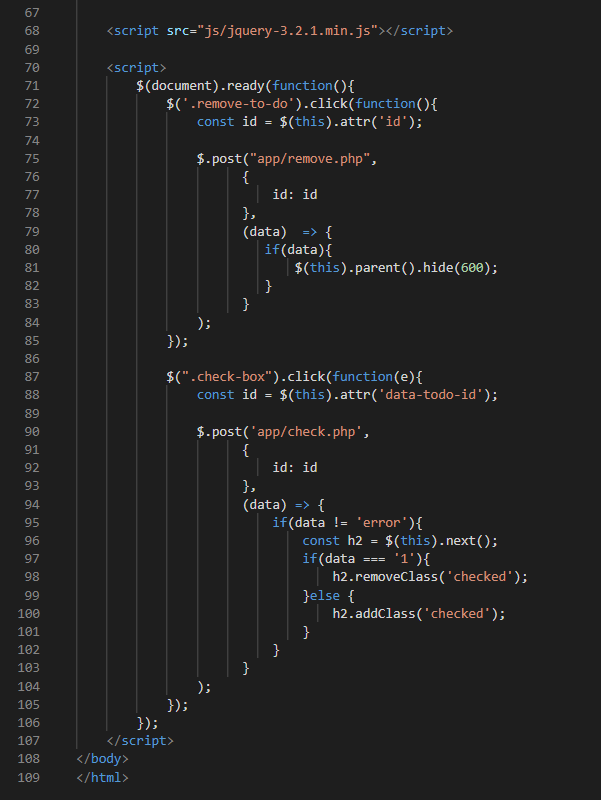 67
68 <script src="js/jquery-3.2.1.min.js"></script>
69
70 <script>
71 $(document).ready(function(){
72 $('.remove-to-do').click(function(){
73 const id = $(this).attr('id');
74
75 $.post("app/remove.php",
76 {
77 id: id
78 },
79 (data)  => {
80 if(data){
81 $(this).parent().hide(600);
82 }
83 }
84 );
85 });
86
87 $(".check-box").click(function(e){
88 const id = $(this).attr('data-todo-id');
89
90 $.post('app/check.php',
91 {
92 id: id
93 },
94 (data) => {
95 if(data != 'error'){
96 const h2 = $(this).next();
97 if(data === '1'){
98 h2.removeClass('checked');
99 }else {
100 h2.addClass('checked');
101 }
102 }
103 }
104 );
105 });
106 });
107 </script>
108 </body>
109 </html>